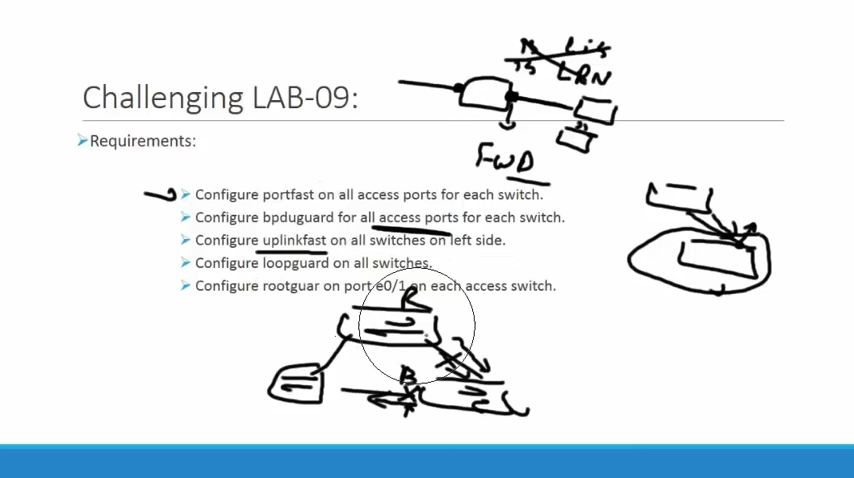 Challenging LAB-09:
Requirements:
Configure portfast on all access ports for each switch.
Configure bpduguard for all access ports for each switch.
Configure uplinkfast on all switches on left side.
Configure loopguard on all switches.
Configure rootguar on port e0/1 on each access switch.
LRN
FWD
R
B